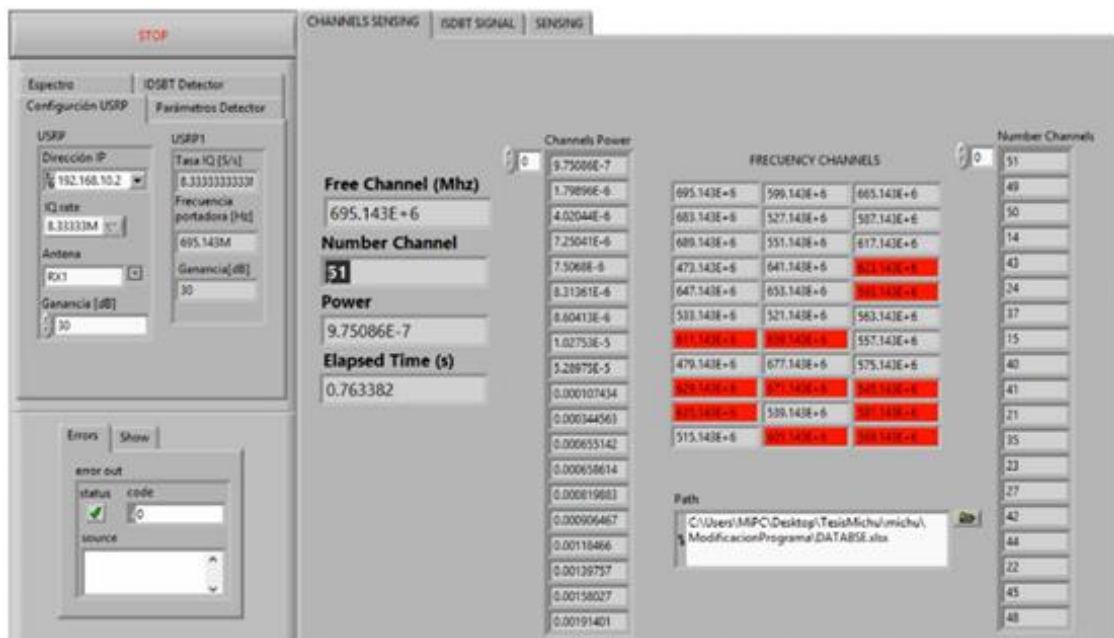 STOP
Espectro
IDSBT Detector
Configurción USRP
Parámetros Detector
USRP
Dirección IP
192.168.10.2
IQ rate
8.33333M
Antena
RX1
Ganancia [dB]
30
USRP1
Tasa IQ [S/s]
Frecuencia
portadora [Hz]
695.143M
Ganancia[dB]
30
Errors
Show
error out
status
code
0
source
CHANNELS SENSING
ISDBT SIGNAL
SENSING
Free Channel (Mhz)
695.143E+6
Number Channel
51
Power
9.75086E-7
Elapsed Time (s)
0.763382
Channels Power
0
9.75086E-7
1.79896E-6
4.02044E-6
7.25041E-6
7.5068E-6
8.31361E-6
8.60413E-6
1.02753E-5
5.28975E-5
0.000107434
0.000344563
0.000655142
0.000658614
0.000819883
0.000906467
0.00118466
0.00139757
0.00158027
0.00191401
FRECUENCY CHANNELS
695.143E+6 599.143E+6 665.143E+6
683.143E+6 527.143E+6 587.143E+6
689.143E+6 551.143E+6 617.143E+6
473.143E+6 641.143E+6
647.143E+6 653.143E+6
533.143E+6 521.143E+6 563.143E+6
557.143E+6
479.143E+6 677.143E+6 575.143E+6
539.143E+6
515.143E+6
Path
C:\Users\MiPC\Desktop\TesisMichu\michu\
ModificacionPrograma\DATABSE.xlsx
Number Channels
0
51
49
50
14
43
24
37
15
40
41
21
35
23
27
42
44
22
45
48